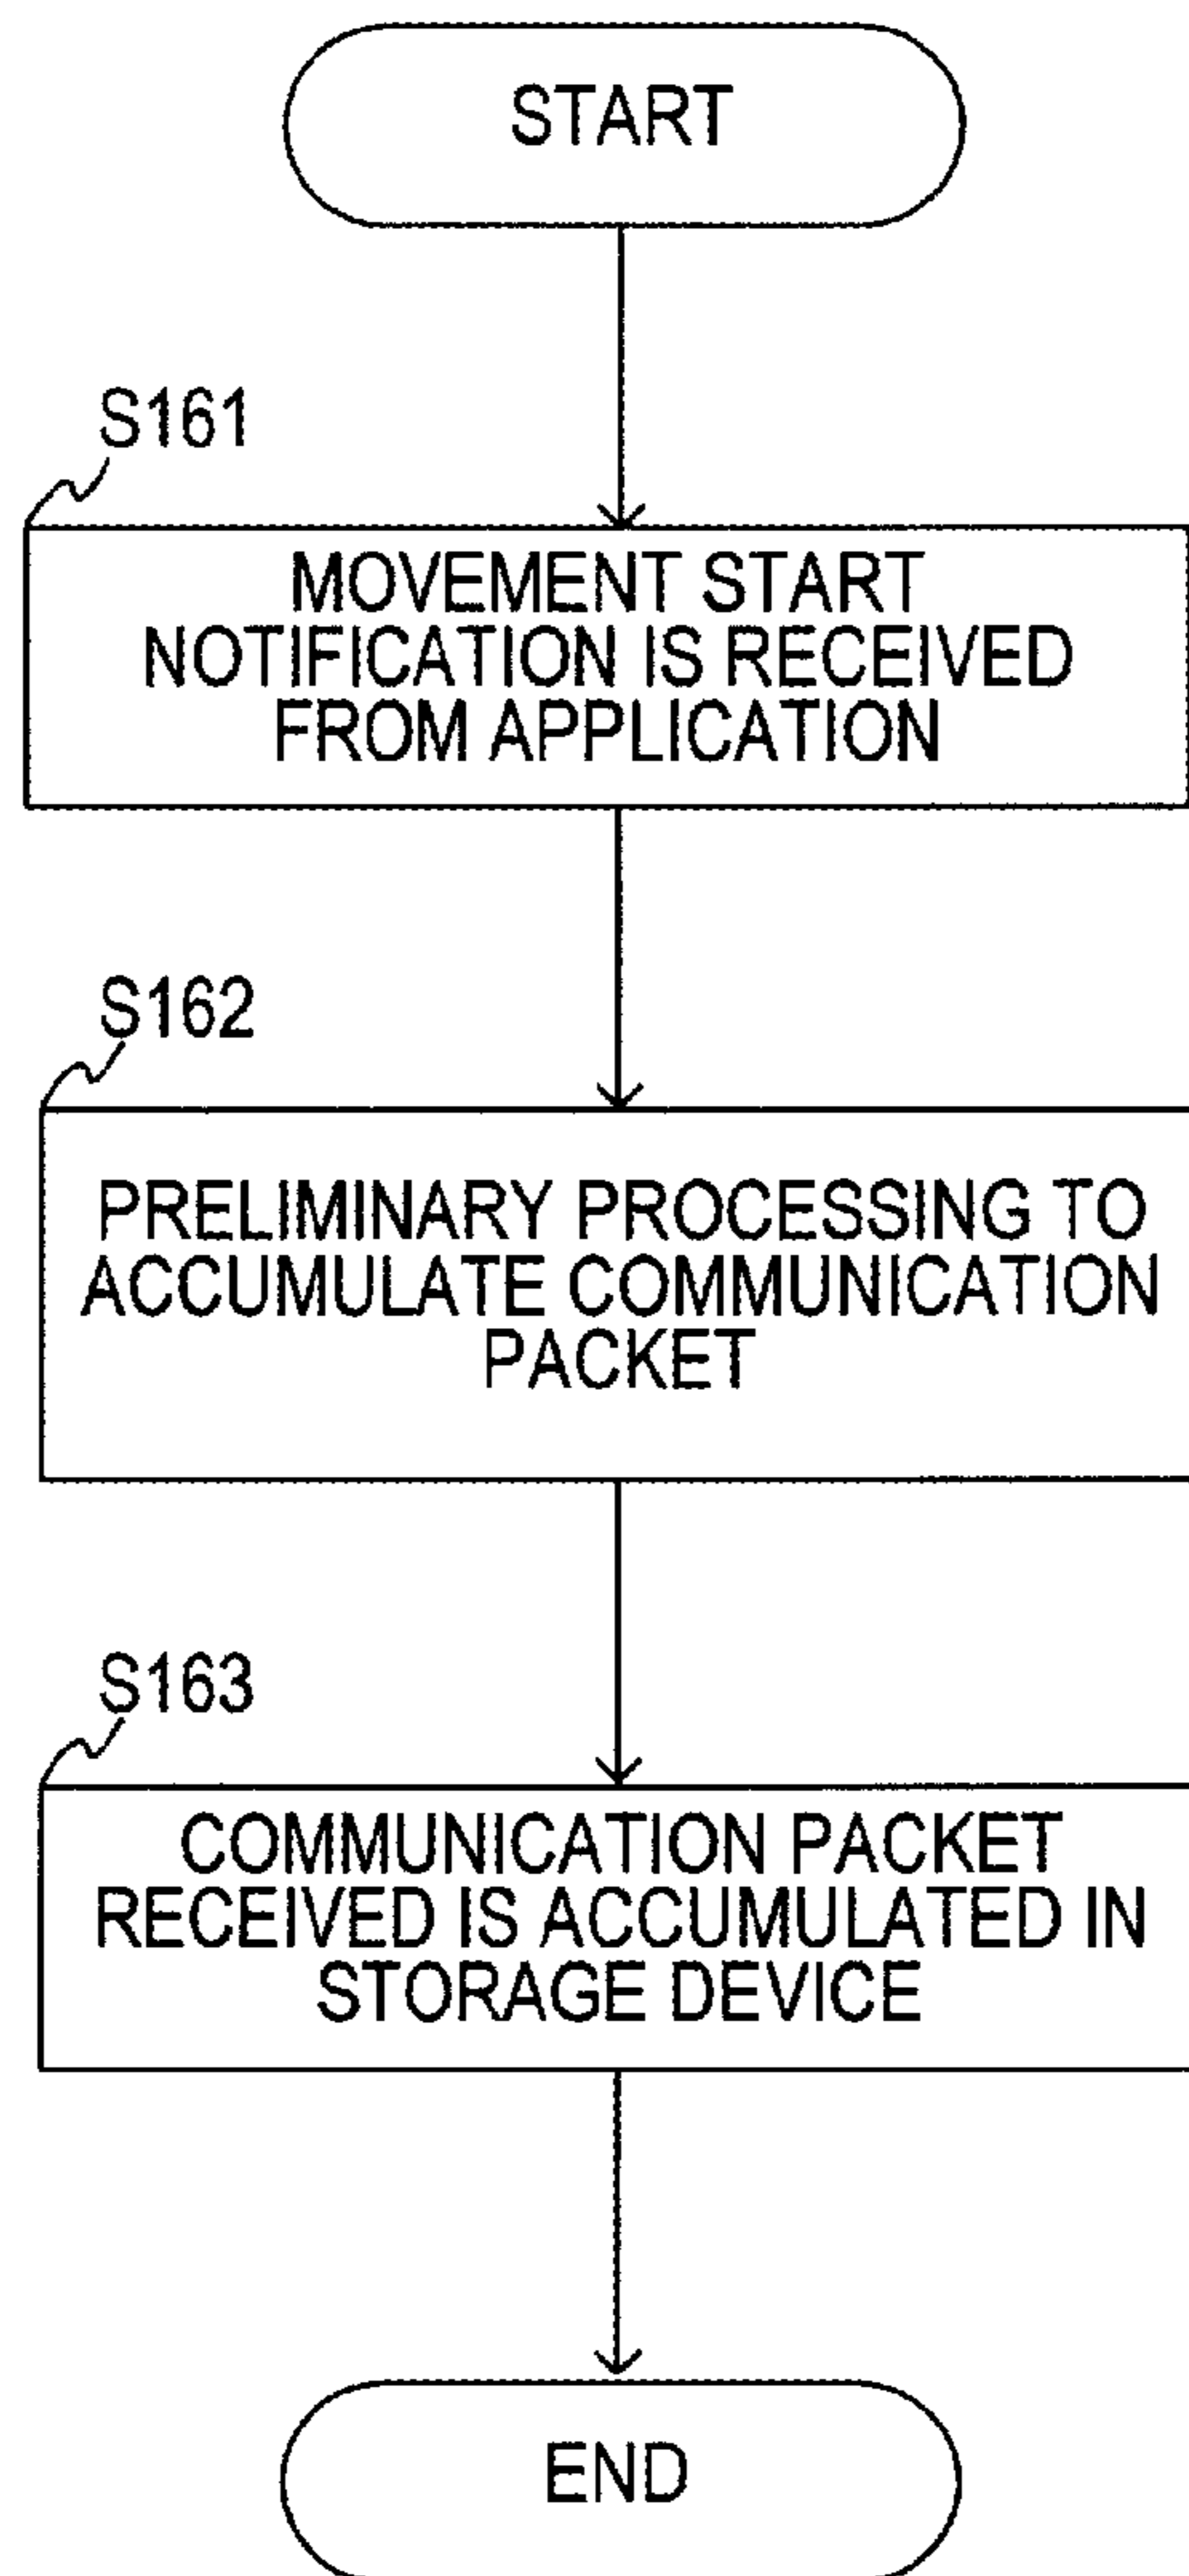 START
S161
MOVEMENT START
NOTIFICATION IS RECEIVED
FROM APPLICATION
S162
PRELIMINARY PROCESSING TO
ACCUMULATE COMMUNICATION
PACKET
S163
COMMUNICATION PACKET
RECEIVED IS ACCUMULATED IN
STORAGE DEVICE
END